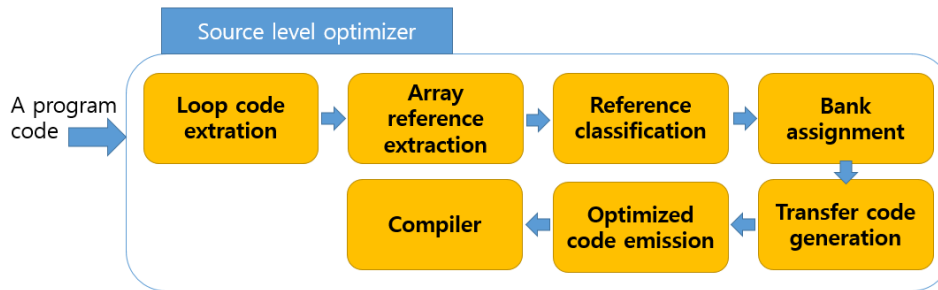 Source level optimizer
A program
code
Loop code
extration
Array
reference
extraction
Reference
classification
Bank
assignment
Transfer code
generation
Optimized
code emission
Compiler